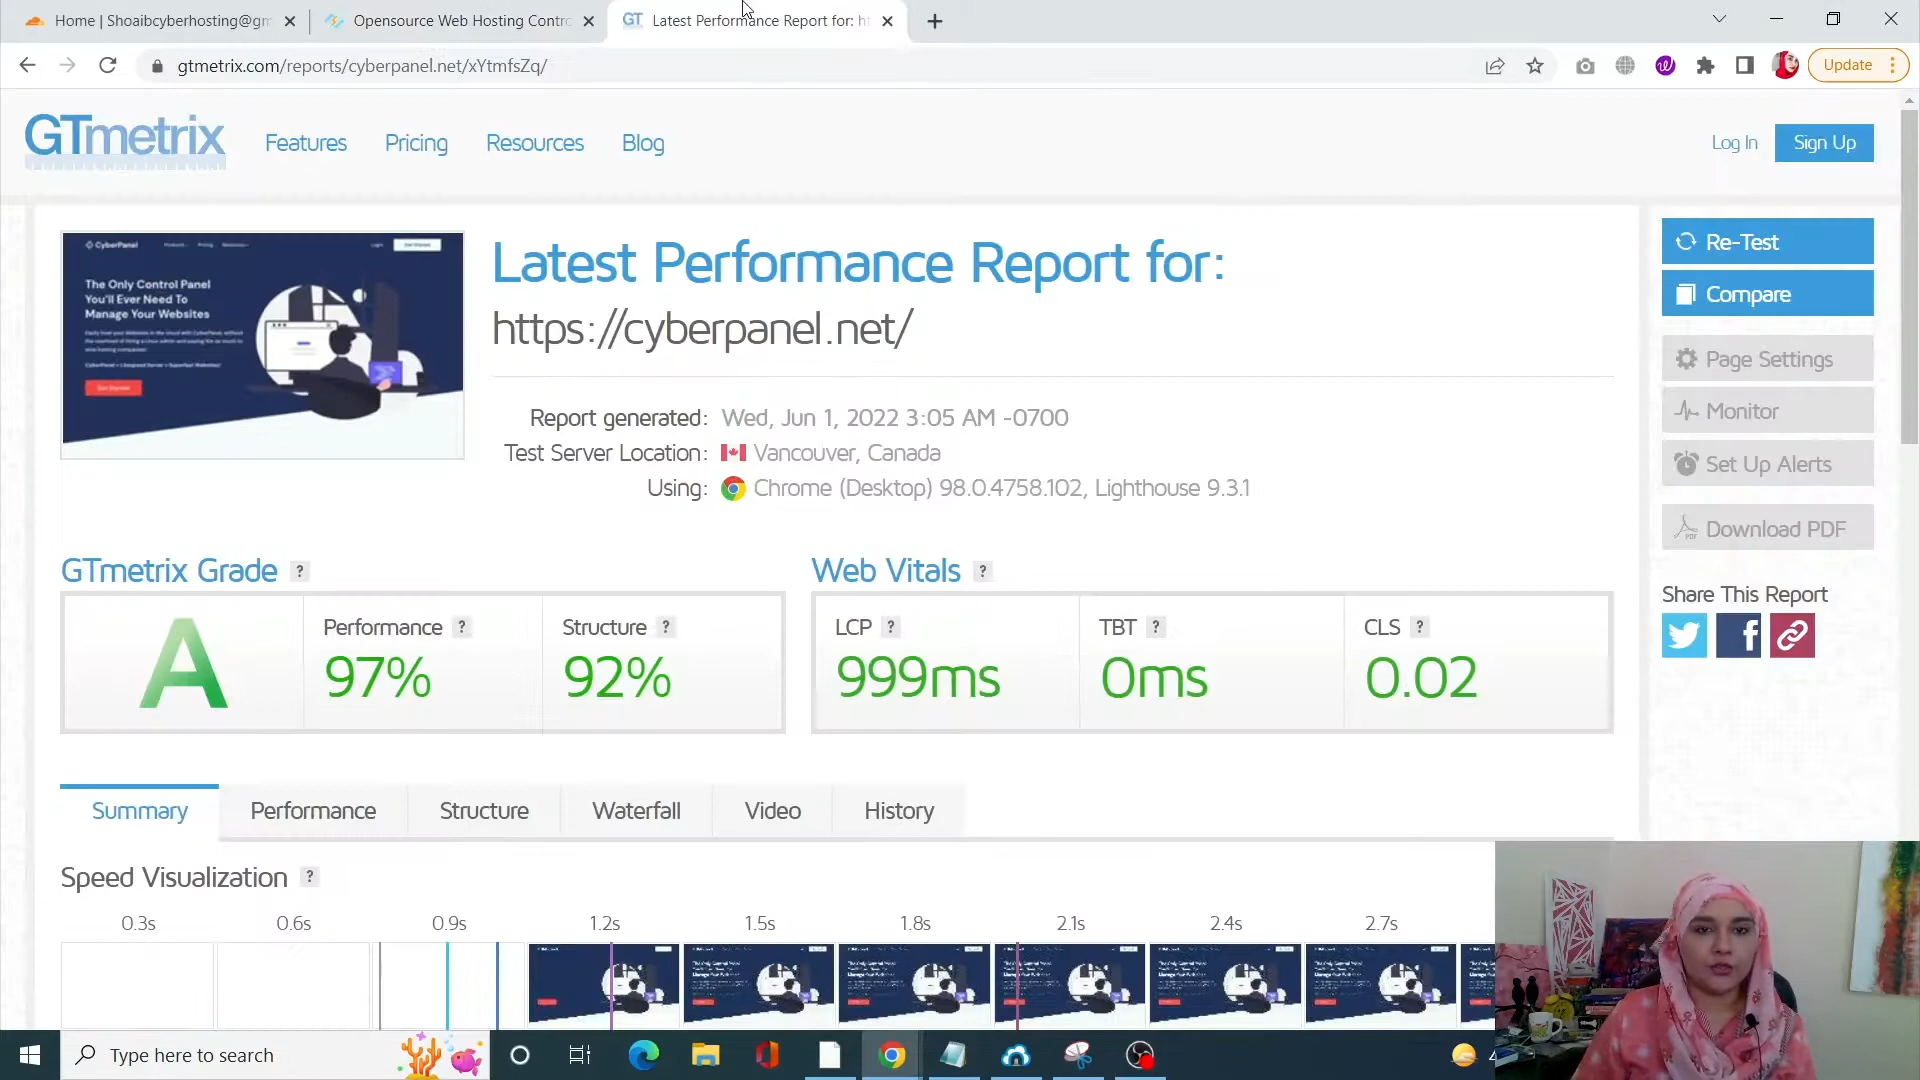 Home | Shoaibcyberhosting@gm
Opensource Web Hosting Contro
GT Latest Performance Report for: ht
gtmetrix.com/reports/cyberpanel.net/xYtmfsZq/
Update
GTmetrix
Features
Pricing
Resources
Blog
Log In
Sign Up
CyberPanel
The Only Control Panel
You'll Ever Need To
Manage Your Websites
Get Started
Latest Performance Report for:
https://cyberpanel.net/
Report generated: Wed, Jun 1, 2022 3:05 AM -0700
Test Server Location: Vancouver, Canada
Using: Chrome (Desktop) 98.0.4758.102, Lighthouse 9.3.1
Re-Test
Compare
Page Settings
Monitor
Set Up Alerts
PDF Download PDF
Share This Report
GTmetrix Grade ?
A
Performance ?
97%
Structure ?
92%
Web Vitals ?
LCP ?
999ms
TBT ?
0ms
CLS ?
0.02
Summary
Performance
Structure
Waterfall
Video
History
Speed Visualization ?
0.3s 0.6s 0.9s 1.2s 1.5s 1.8s 2.1s 2.4s 2.7s
Type here to search